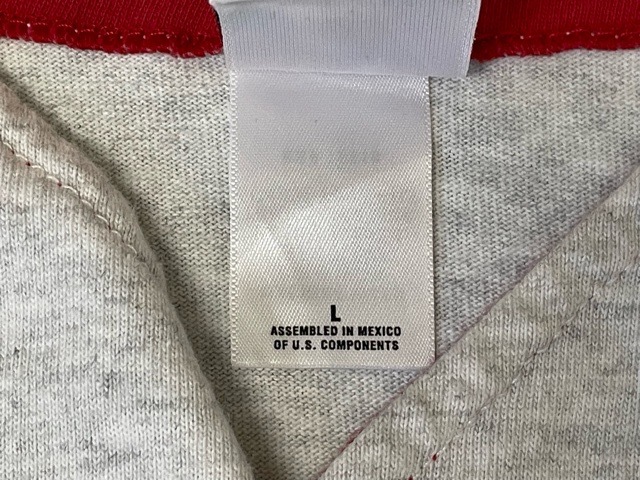 L
ASSEMBLED IN MEXICO
OF U.S. COMPONENTS